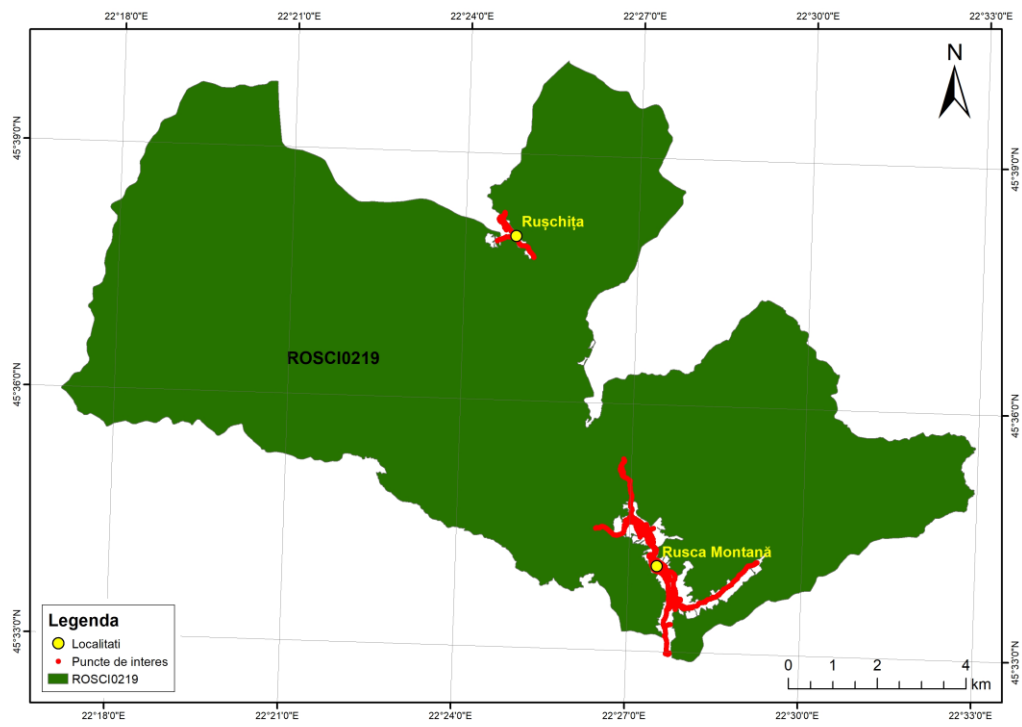 22°18'0"E 22°21'0"E 22°24'0"E 22°27'0"E 22°30'0"E 22°33'0"E
N
45°39'0"N
45°39'0"N
Rușchița
ROSCI0219
45°36'0"N
45°36'0"N
Rusca Montană
Legenda
Localitati
Puncte de interes
ROSCI0219
45°33'0"N
45°33'0"N
0 1 2 4
km
22°18'0"E 22°21'0"E 22°24'0"E 22°27'0"E 22°30'0"E 22°33'0"E